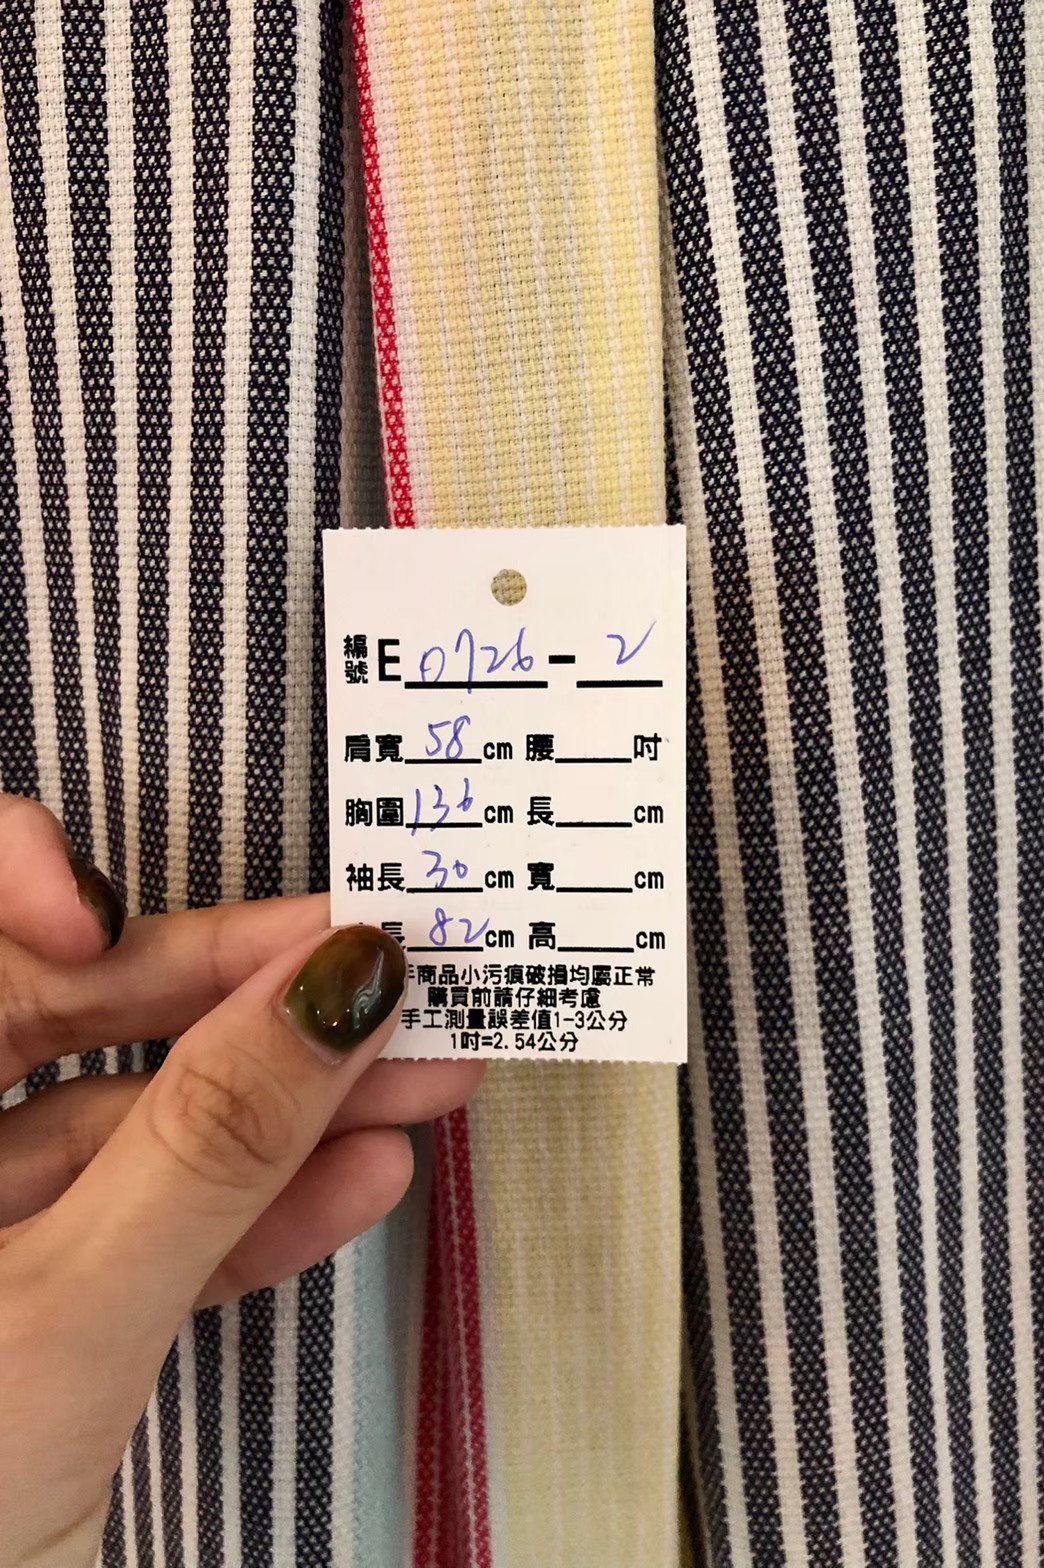 編號E 0726-2
肩寬 58 cm 腰 吋
胸圍 136 cm 長 cm
袖長 30 cm 寬 cm
長 82 cm 高 cm
手商品小污痕破損均屬正常
購買前請仔細考慮
手工測量誤差值1-3公分
1吋=2.54公分